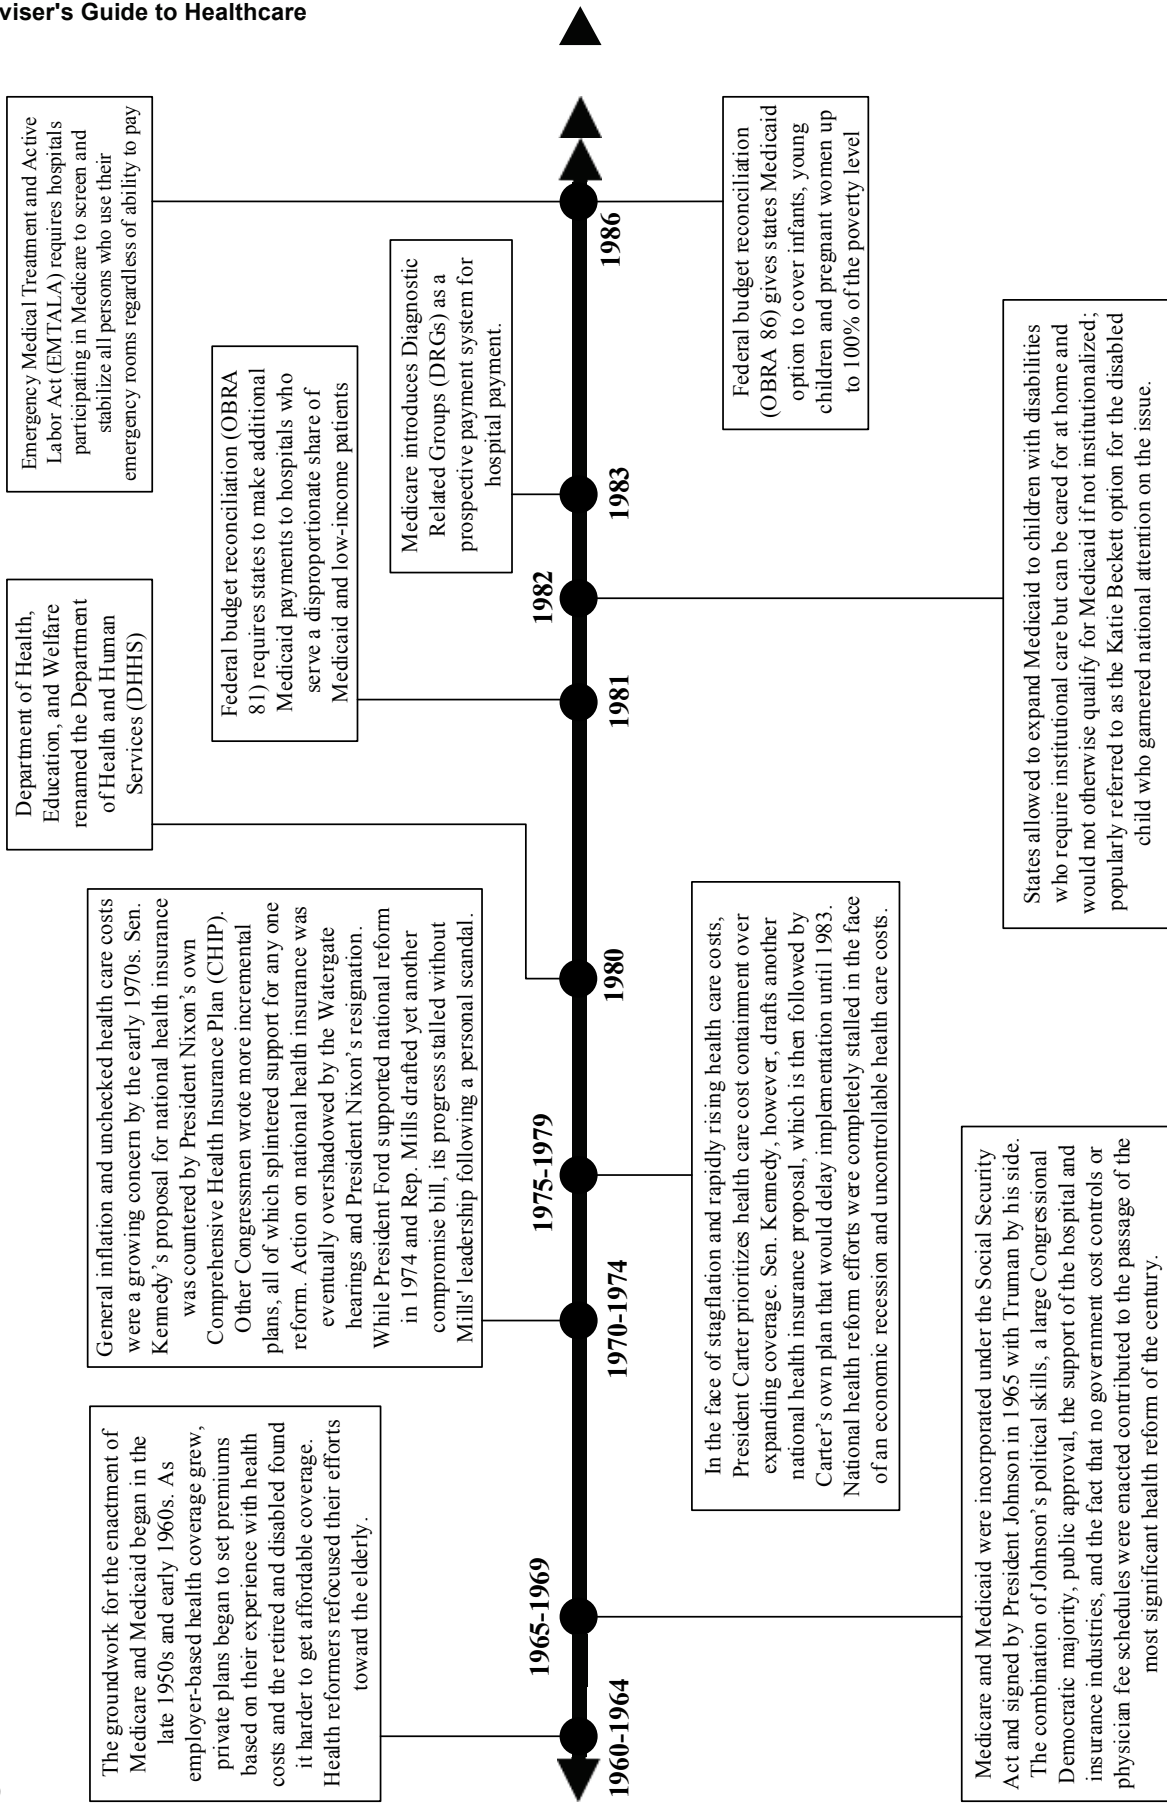 viser's Guide to Healthcare
The groundwork for the enactment of
Medicare and Medicaid began in the
late 1950s and early 1960s. As
employer-based health coverage grew,
private plans began to set premiums
based on their experience with health
costs and the retired and disabled found
it harder to get affordable coverage.
Health reformers refocused their efforts
toward the elderly.
General inflation and unchecked health care costs
were a growing concern by the early 1970s. Sen.
Kennedy's proposal for national health insurance
was countered by President Nixon's own
Comprehensive Health Insurance Plan (CHIP).
Other Congressmen wrote more incremental
plans, all of which splintered support for any one
reform. Action on national health insurance was
eventually overshadowed by the Watergate
hearings and President Nixon's resignation.
While President Ford supported national reform
in 1974 and Rep. Mills drafted yet another
compromise bill, its progress stalled without
Mills' leadership following a personal scandal.
Department of Health,
Education, and Welfare
renamed the Department
of Health and Human
Services (DHHS)
Federal budget reconciliation (OBRA
81) requires states to make additional
Medicaid payments to hospitals who
serve a disproportionate share of
Medicaid and low-income patients
Medicare introduces Diagnostic
Related Groups (DRGs) as a
prospective payment system for
hospital payment.
Emergency Medical Treatment and Active
Labor Act (EMTALA) requires hospitals
participating in Medicare to screen and
stabilize all persons who use their
emergency rooms regardless of ability to pay
1960-1964
1965-1969
1970-1974
1975-1979
1980
1981
1982
1983
1986
Medicare and Medicaid were incorporated under the Social Security
Act and signed by President Johnson in 1965 with Truman by his side.
The combination of Johnson's political skills, a large Congressional
Democratic majority, public approval, the support of the hospital and
insurance industries, and the fact that no government cost controls or
physician fee schedules were enacted contributed to the passage of the
most significant health reform of the century.
In the face of stagflation and rapidly rising health care costs,
President Carter prioritizes health care cost containment over
expanding coverage. Sen. Kennedy, however, drafts another
national health insurance proposal, which is then followed by
Carter's own plan that would delay implementation until 1983.
National health reform efforts were completely stalled in the face
of an economic recession and uncontrollable health care costs.
States allowed to expand Medicaid to children with disabilities
who require institutional care but can be cared for at home and
would not otherwise qualify for Medicaid if not institutionalized;
popularly referred to as the Katie Beckett option for the disabled
child who garnered national attention on the issue.
Federal budget reconciliation
(OBRA 86) gives states Medicaid
option to cover infants, young
children and pregnant women up
to 100% of the poverty level